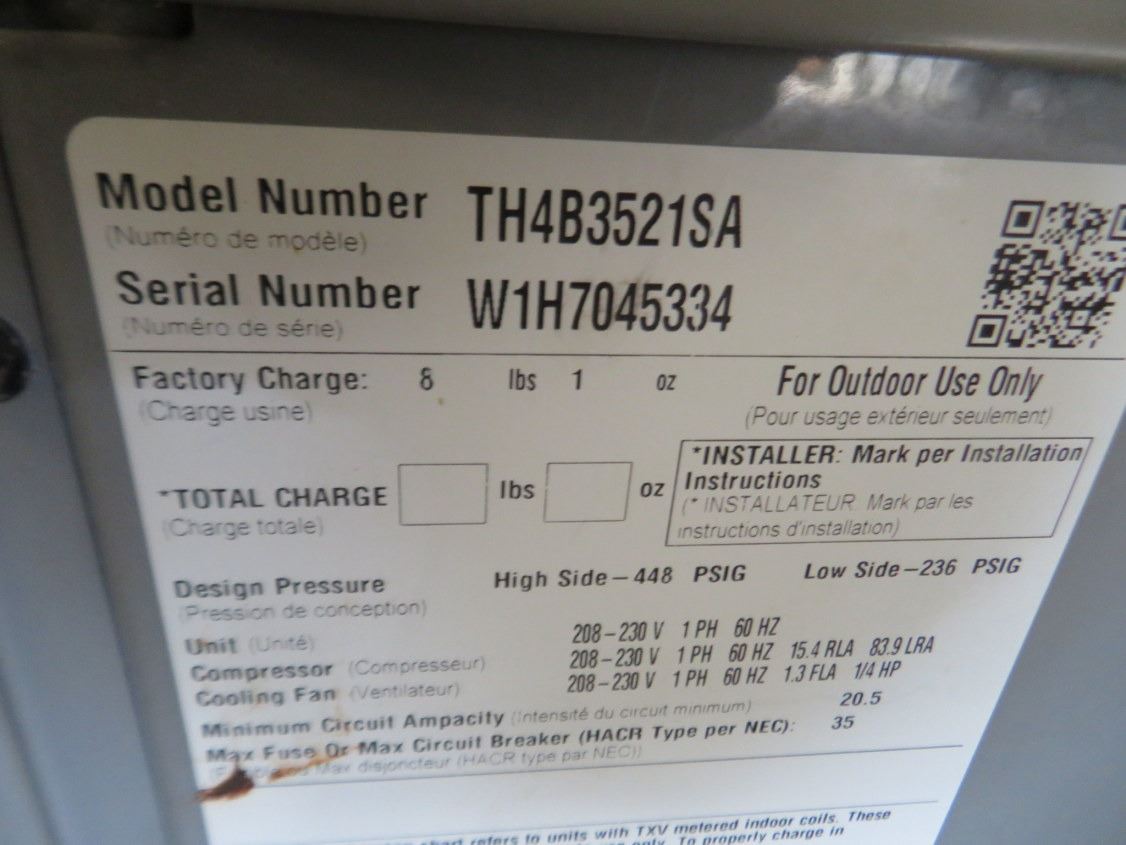 Model Number TH4B3521SA
(Numéro de modèle)
Serial Number W1H7045334
(Numéro de série)
Factory Charge: 8 lbs 1 oz For Outdoor Use Only
(Charge usine) (Pour usage extérieur seulement)
*TOTAL CHARGE lbs oz
(Charge totale)
*INSTALLER: Mark per Installation
Instructions
(* INSTALLATEUR. Mark par les
instructions d'installation)
Design Pressure High Side–448 PSIG Low Side–236 PSIG
(Pression de conception)
Unit (Unité) 208–230 V 1 PH 60 HZ
Compressor (Compresseur) 208–230 V 1 PH 60 HZ 15.4 RLA 83.9 LRA
Cooling Fan (Ventilateur) 208–230 V 1 PH 60 HZ 1.3 FLA 1/4 HP
Minimum Circuit Ampacity (Intensité du circuit minimum) 20.5
Max Fuse Or Max Circuit Breaker (HACR Type per NEC): 35
ou Max disjoncteur (HACR type par NEC))
chart refers to units with TXV metered indoor coils. These
only. To properly charge in